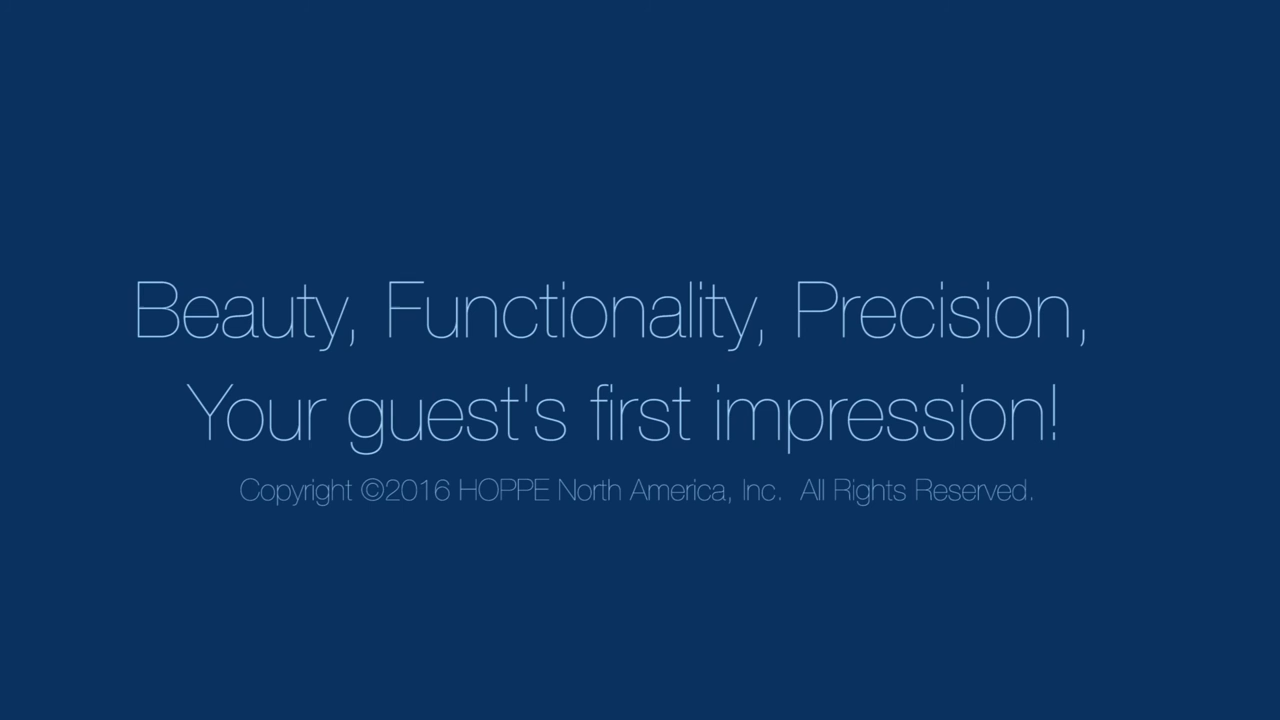 Beauty, Functionality, Precision,
Your guest's first impression!
Copyright ©2016 HOPPE North America, Inc.  All Rights Reserved.